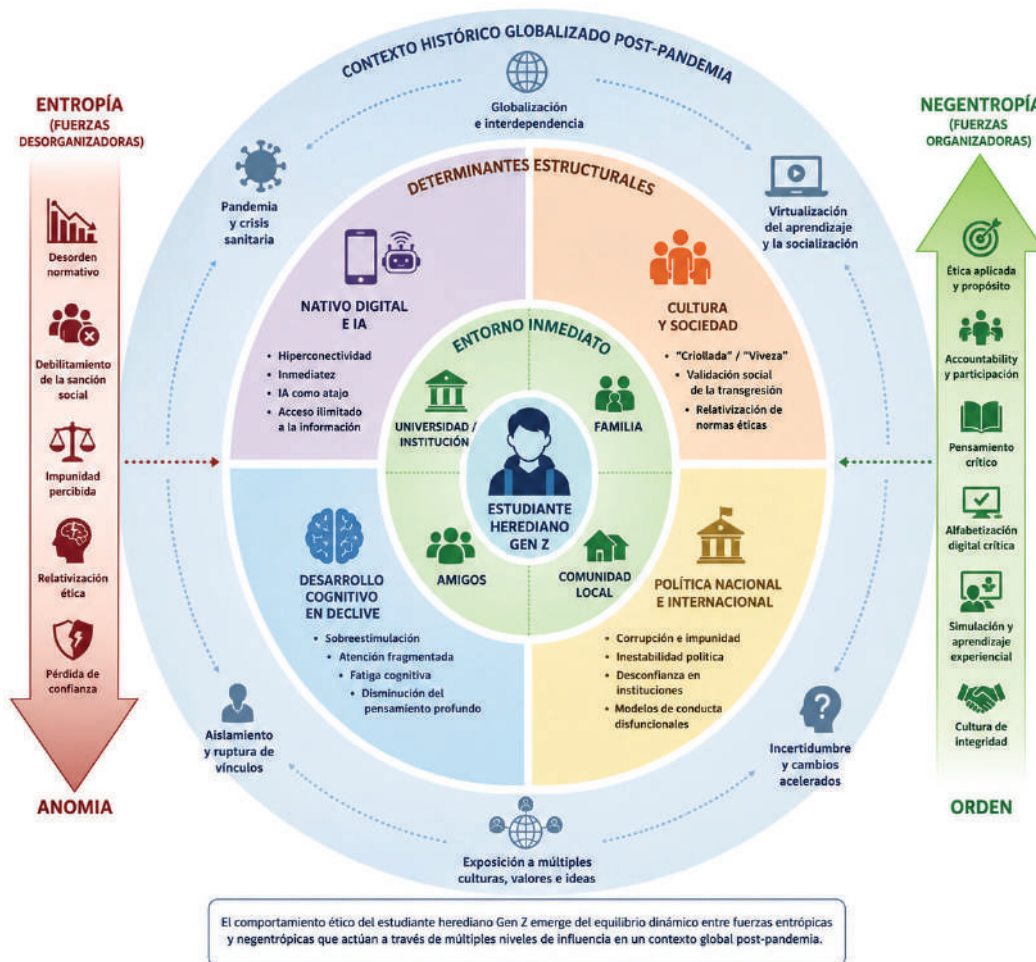 CONTEXTO HISTÓRICO GLOBALIZADO POST-PANDEMIA
ENTROPÍA
(FUERZAS
DESORGANIZADORAS)
Desorden
normativo
Debilitamiento
de la sanción
social
Impunidad
percibida
Relativización
ética
Pérdida de
confianza
ANOMIA
Globalización
e interdependencia
Pandemia
y crisis
sanitaria
Virtualización
del aprendizaje
y la socialización
DETERMINANTES ESTRUCTURALES
NATIVO DIGITAL
E IA
• Hiperconectividad
• Inmediatez
• IA como atajo
• Acceso ilimitado
a la información
CULTURA
Y SOCIEDAD
• "Criollada" / "Viveza"
• Validación social
de la transgresión
• Relativización de
normas éticas
ENTORNO INMEDIATO
UNIVERSIDAD /
INSTITUCIÓN
FAMILIA
ESTUDIANTE
HEREDIANO
GEN Z
AMIGOS
COMUNIDAD
LOCAL
DESARROLLO
COGNITIVO
EN DECLIVE
• Sobreestimulación
• Atención fragmentada
• Fatiga cognitiva
• Disminución del
pensamiento profundo
POLÍTICA NACIONAL
E INTERNACIONAL
• Corrupción e impunidad
• Inestabilidad política
• Desconfianza en
instituciones
• Modelos de conducta
disfuncionales
Aislamiento
y ruptura de
vínculos
Incertidumbre
y cambios
acelerados
Exposición a múltiples
culturas, valores e ideas
NEGENTROPÍA
(FUERZAS
ORGANIZADORAS)
Ética aplicada
y propósito
Accountability
y participación
Pensamiento
crítico
Alfabetización
digital crítica
Simulación y
aprendizaje
experiencial
Cultura de
integridad
ORDEN
El comportamiento ético del estudiante herediano Gen Z emerge del equilibrio dinámico entre fuerzas entrópicas
y negentrópicas que actúan a través de múltiples niveles de influencia en un contexto global post-pandemia.